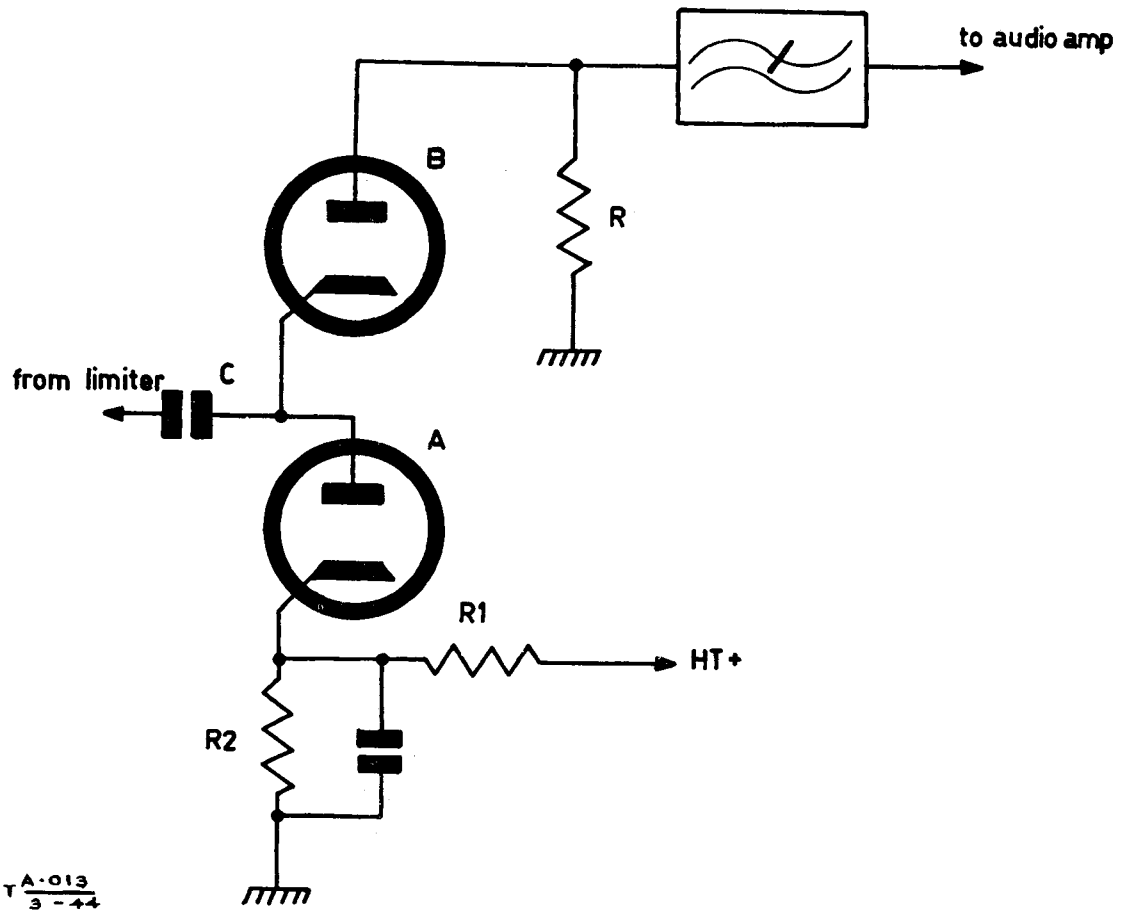 to audio amp
B
R
from limiter
C
A
R1
HT+
R2
T A·013
3 - 44